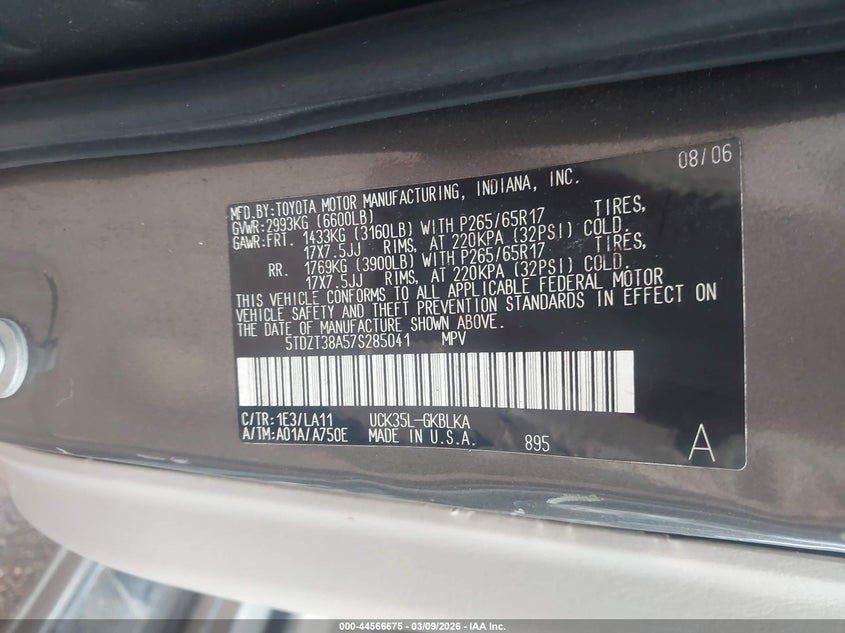 08/06
MFD.BY:TOYOTA MOTOR MANUFACTURING, INDIANA, INC.
GVWR:2993KG (6600LB)
GAWR:FRT. 1433KG (3160LB) WITH P265/65R17 TIRES,
17X7.5JJ RIMS, AT 220KPA (32PSI) COLD.
RR. 1769KG (3900LB) WITH P265/65R17 TIRES,
17X7.5JJ RIMS, AT 220KPA (32PSI) COLD.
THIS VEHICLE CONFORMS TO ALL APPLICABLE FEDERAL MOTOR
VEHICLE SAFETY AND THEFT PREVENTION STANDARDS IN EFFECT ON
THE DATE OF MANUFACTURE SHOWN ABOVE.
5TDZT38A57S285041 MPV
C/TR:1E3/LA11 UCK35L-GKBLKA
A/TM:A01A/A750E MADE IN U.S.A. 895 A
000-44566675 - 03/09/2026 - IAA Inc.